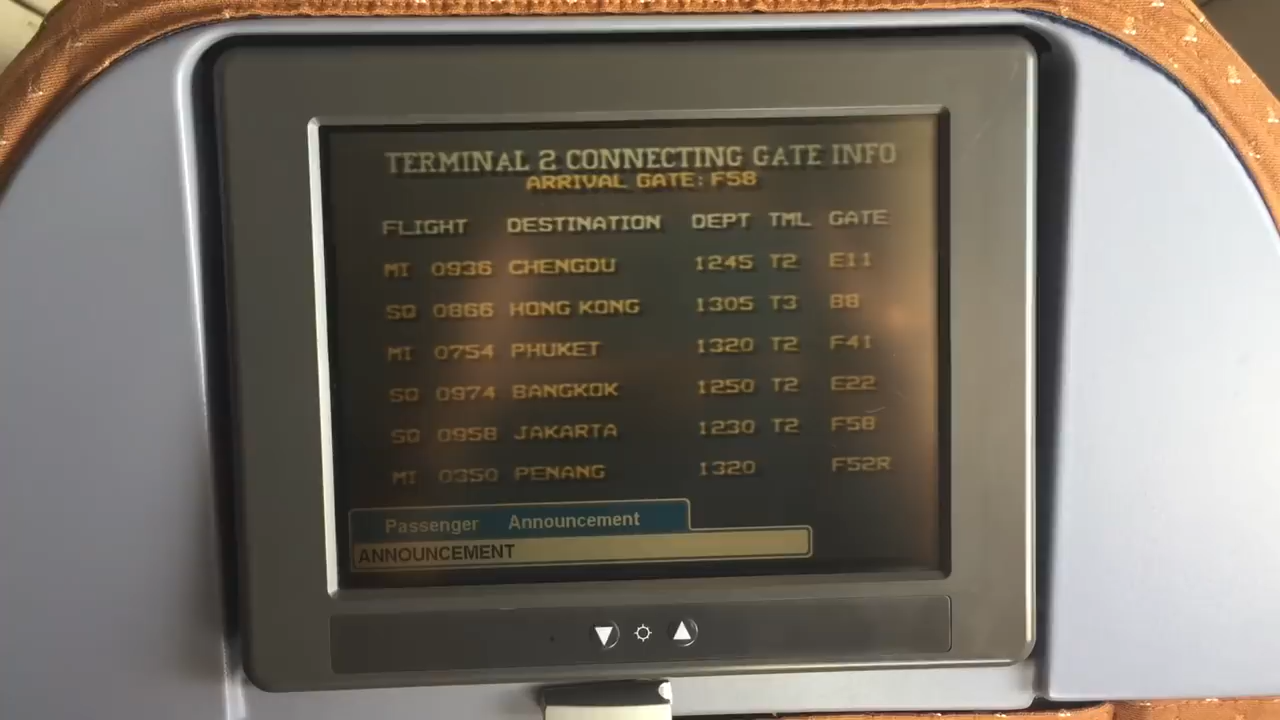 TERMINAL 2 CONNECTING GATE INFO
ARRIVAL GATE: F58
FLIGHT DESTINATION DEPT TML GATE
MI 0936 CHENGDU 1245 T2 E11
SQ 0866 HONG KONG 1305 T3 B8
MI 0754 PHUKET 1320 T2 F41
SQ 0974 BANGKOK 1250 T2 E22
SQ 0958 JAKARTA 1230 T2 F58
MI 0350 PENANG 1320 F52R
Passenger Announcement
ANNOUNCEMENT